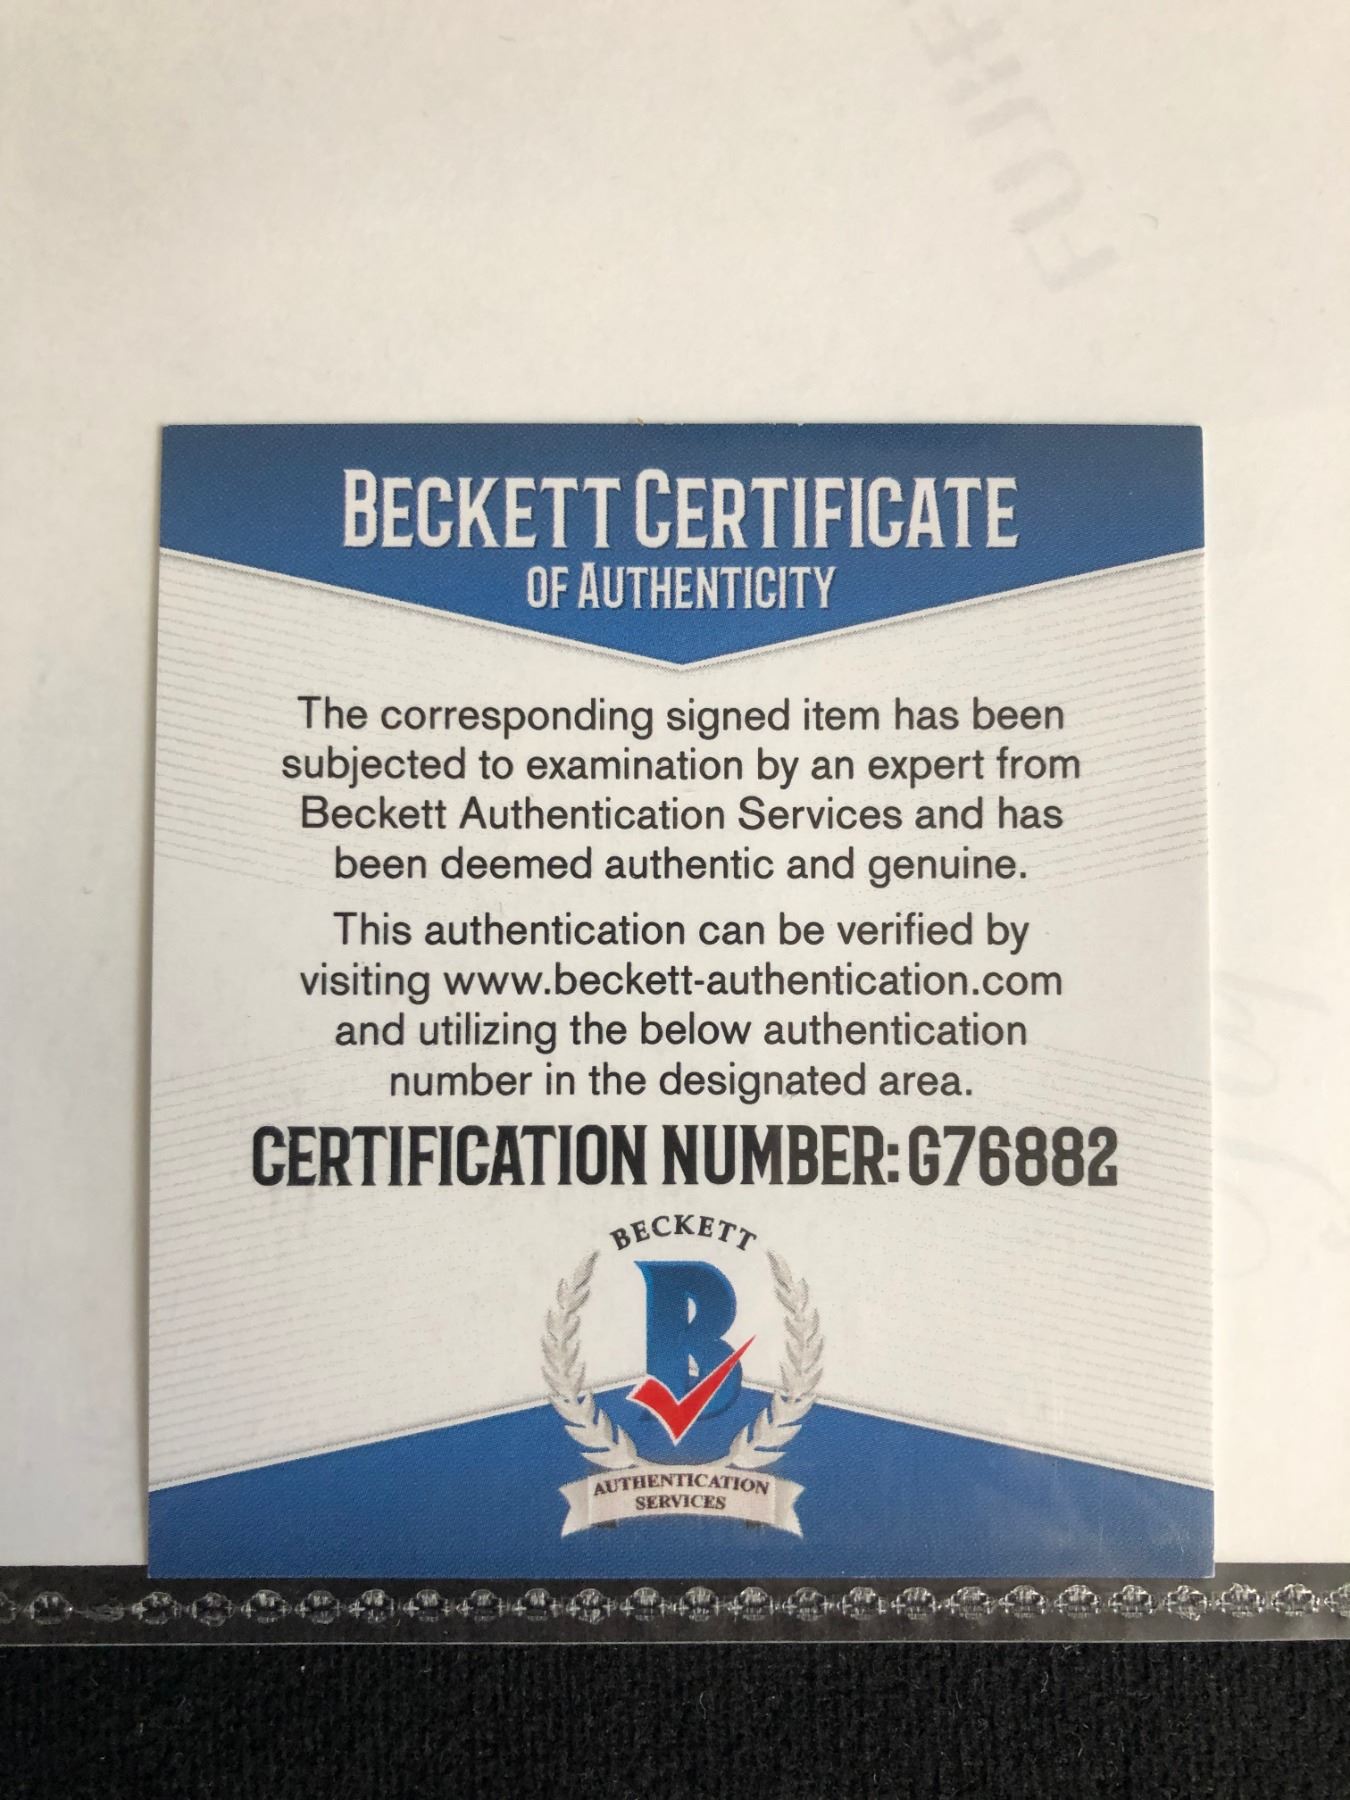 FUJIF
BECKETT CERTIFICATE
OF AUTHENTICITY
The corresponding signed item has been
subjected to examination by an expert from
Beckett Authentication Services and has
been deemed authentic and genuine.
This authentication can be verified by
visiting www.beckett-authentication.com
and utilizing the below authentication
number in the designated area.
CERTIFICATION NUMBER: G76882
BECKETT
B
AUTHENTICATION
SERVICES